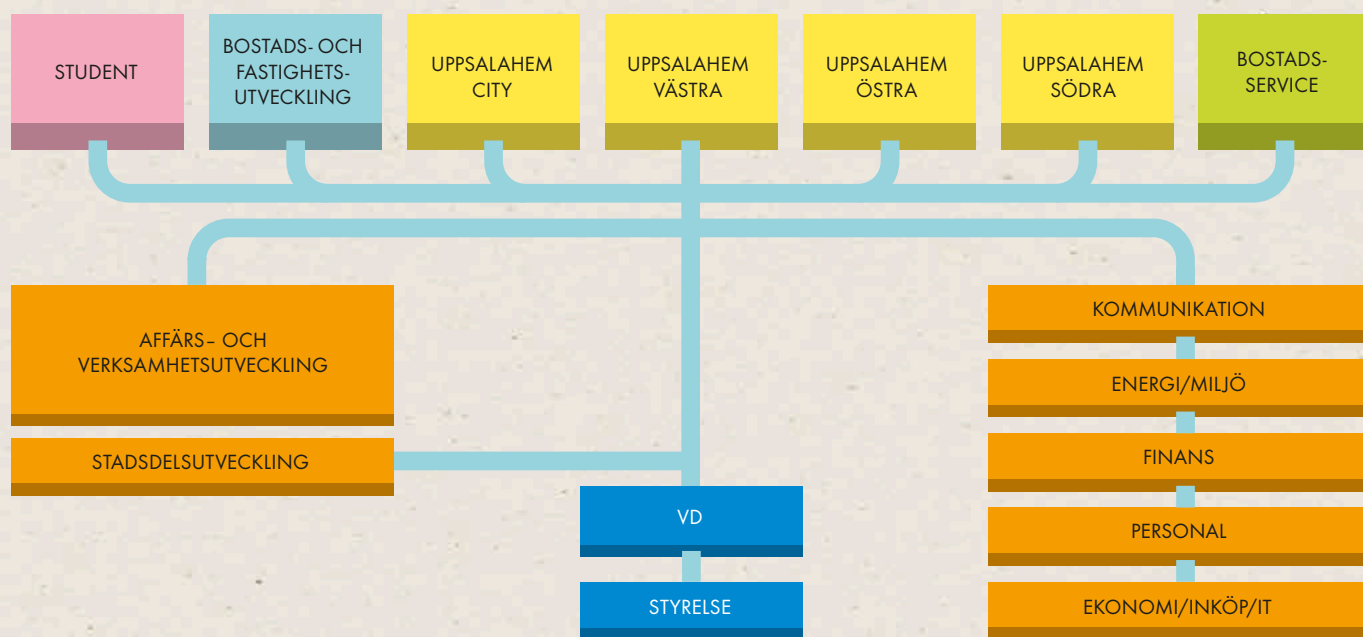 STUDENT
BOSTADS- OCH
FASTIGHETS-
UTVECKLING
UPPSALAHEM
CITY
UPPSALAHEM
VÄSTRA
UPPSALAHEM
ÖSTRA
UPPSALAHEM
SÖDRA
BOSTADS-
SERVICE
AFFÄRS– OCH
VERKSAMHETSUTVECKLING
STADSDELSUTVECKLING
VD
STYRELSE
KOMMUNIKATION
ENERGI/MILJÖ
FINANS
PERSONAL
EKONOMI/INKÖP/IT